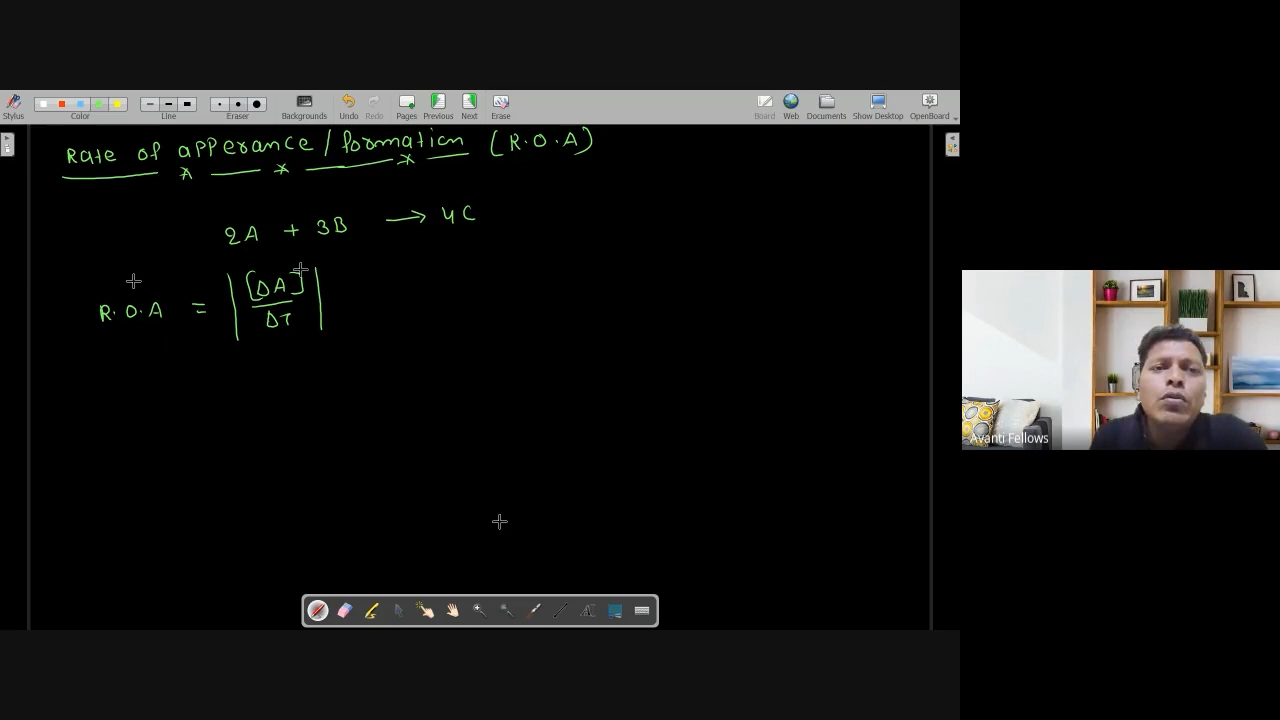 Stylus
Color
Line
Eraser
Backgrounds
Undo
Redo
Pages
Previous
Next
Erase
Board
Web
Documents
Show Desktop
OpenBoard
Rate of apperance / formation (R.O.A)
2A + 3B → 4C
R.O.A = | [ΔA] / ΔT |
Avanti Fellows